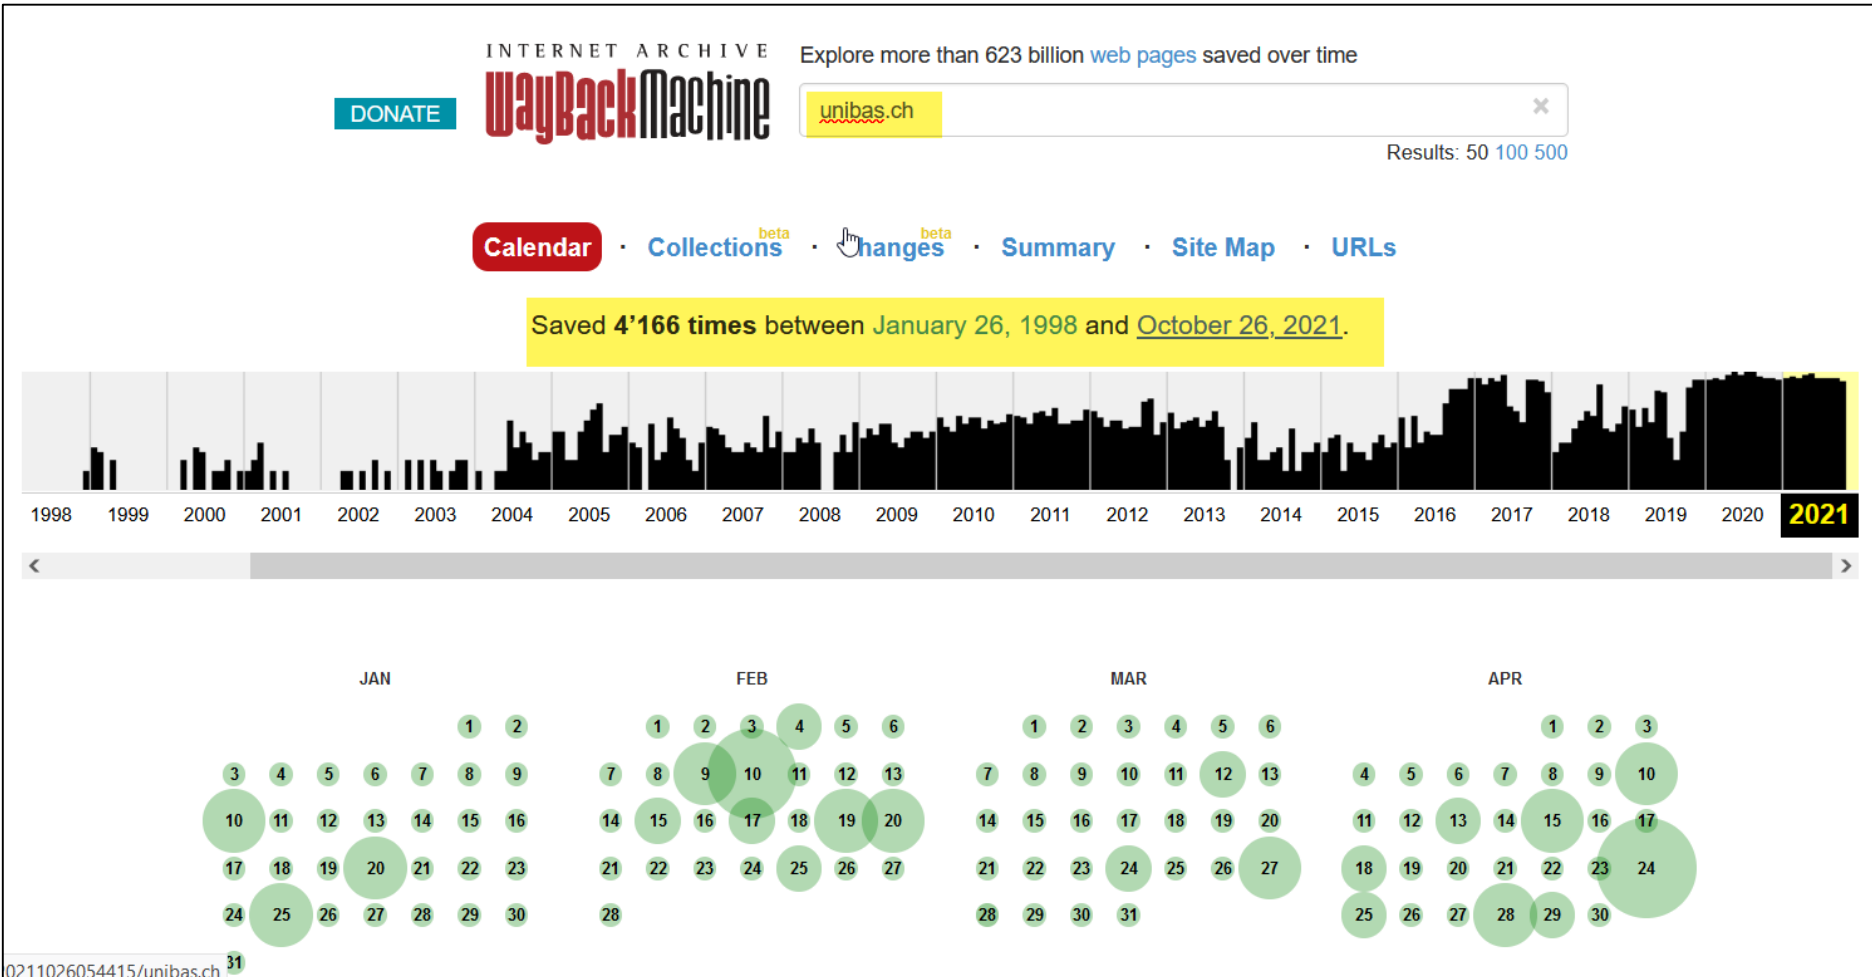 INTERNET ARCHIVE
Explore more than 623 billion web pages saved over time
DONATE
WayBackMachine
unibas.ch
Results: 50 100 500
Calendar · Collections beta · Changes beta · Summary · Site Map · URLs
Saved 4’166 times between January 26, 1998 and October 26, 2021.
1998 1999 2000 2001 2002 2003 2004 2005 2006 2007 2008 2009 2010 2011 2012 2013 2014 2015 2016 2017 2018 2019 2020 2021
JAN
1 2
3 4 5 6 7 8 9
10 11 12 13 14 15 16
17 18 19 20 21 22 23
24 25 26 27 28 29 30
31
FEB
1 2 3 4 5 6
7 8 9 10 11 12 13
14 15 16 17 18 19 20
21 22 23 24 25 26 27
28
MAR
1 2 3 4 5 6
7 8 9 10 11 12 13
14 15 16 17 18 19 20
21 22 23 24 25 26 27
28 29 30 31
APR
1 2 3
4 5 6 7 8 9 10
11 12 13 14 15 16 17
18 19 20 21 22 23 24
25 26 27 28 29 30
0211026054415/unibas.ch